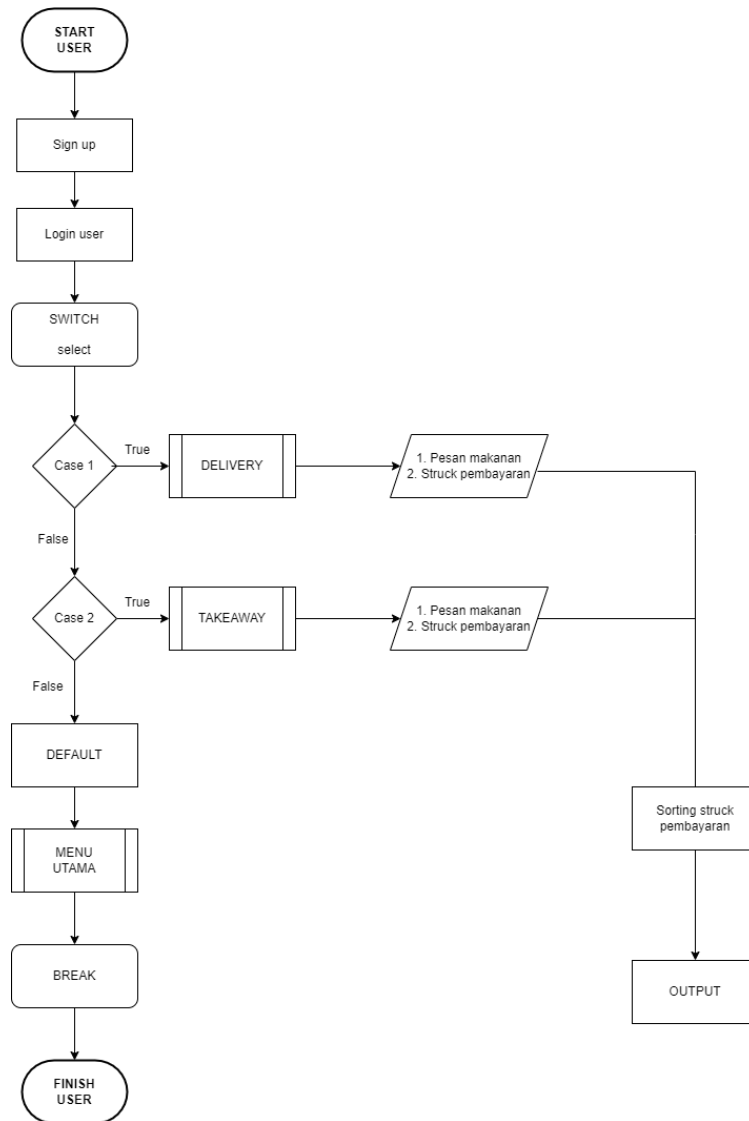 START
USER
Sign up
Login user
SWITCH
select
Case 1
True
DELIVERY
1. Pesan makanan
2. Struck pembayaran
False
Case 2
True
TAKEAWAY
1. Pesan makanan
2. Struck pembayaran
False
DEFAULT
MENU
UTAMA
Sorting struck
pembayaran
BREAK
OUTPUT
FINISH
USER